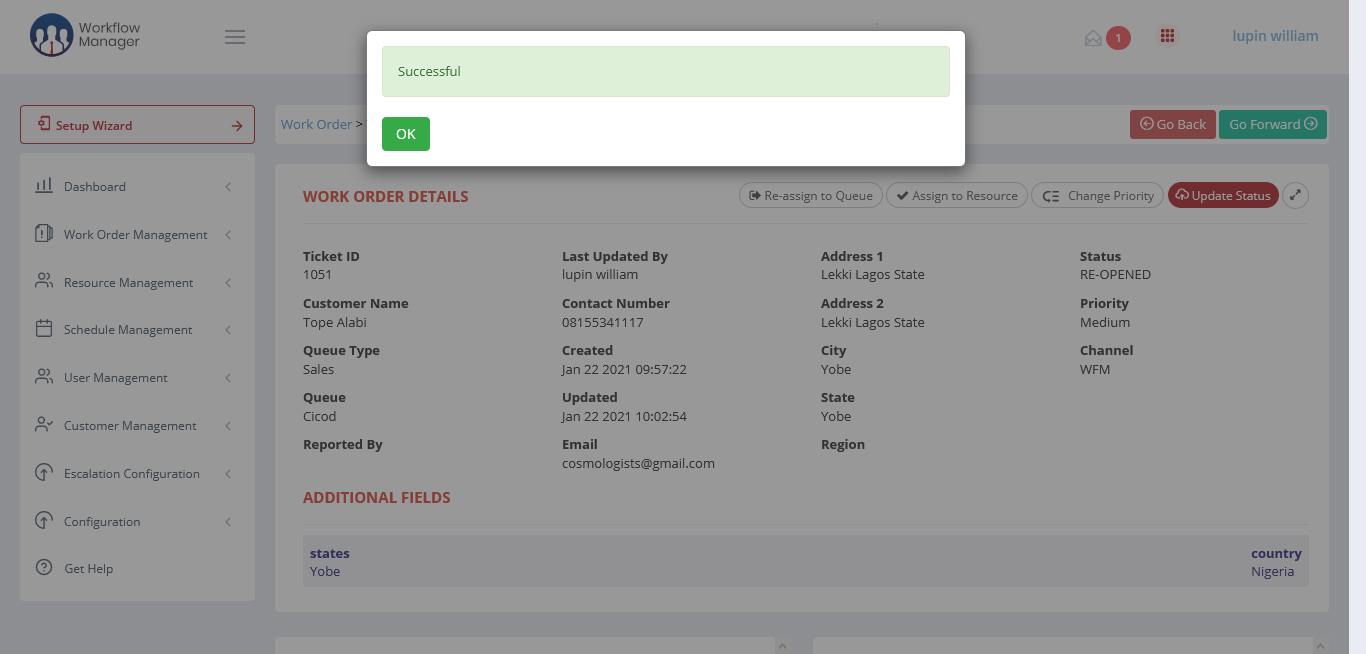 Workflow
Manager
1
lupin william
Successful
OK
Setup Wizard
Work Order >
Go Back
Go Forward
Dashboard
Work Order Management
Resource Management
Schedule Management
User Management
Customer Management
Escalation Configuration
Configuration
Get Help
WORK ORDER DETAILS
Re-assign to Queue
Assign to Resource
Change Priority
Update Status
Ticket ID
1051
Last Updated By
lupin william
Address 1
Lekki Lagos State
Status
RE-OPENED
Customer Name
Tope Alabi
Contact Number
08155341117
Address 2
Lekki Lagos State
Priority
Medium
Queue Type
Sales
Created
Jan 22 2021 09:57:22
City
Yobe
Channel
WFM
Queue
Cicod
Updated
Jan 22 2021 10:02:54
State
Yobe
Reported By
Email
cosmologists@gmail.com
Region
ADDITIONAL FIELDS
states
Yobe
country
Nigeria